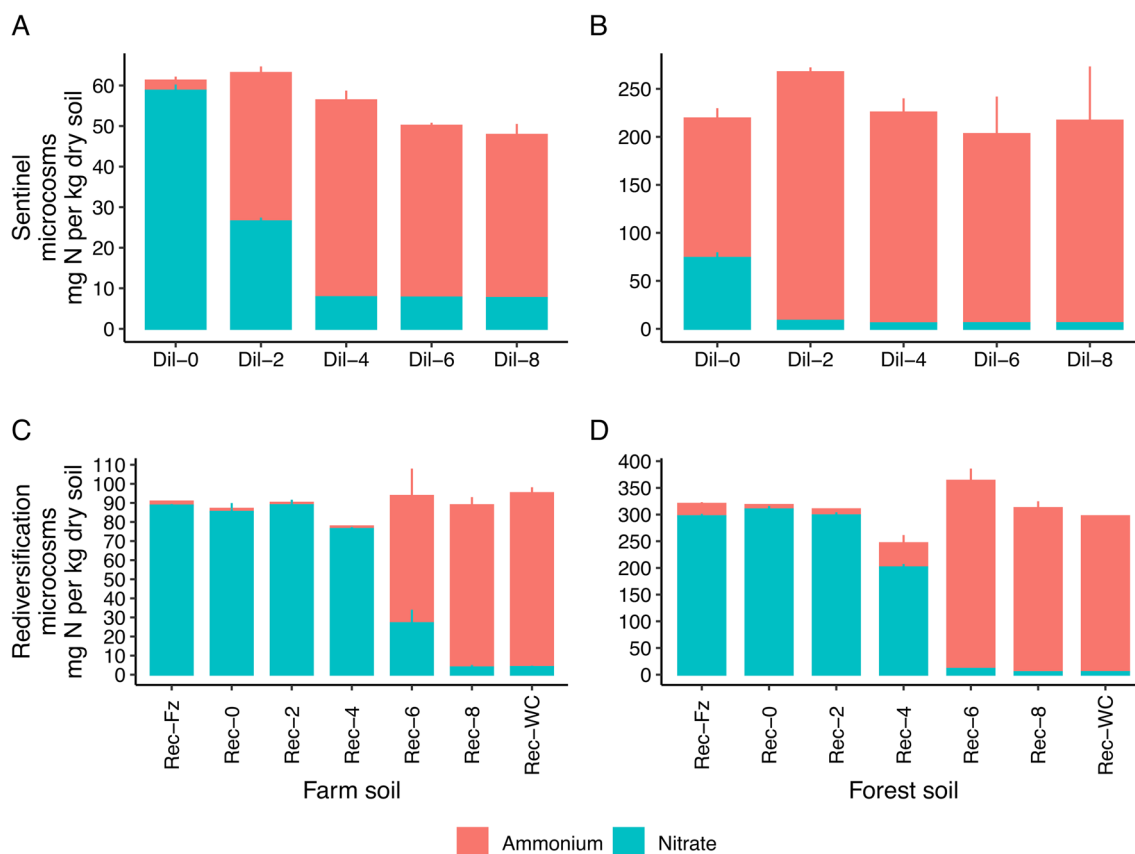 A
Sentinel
microcosms
mg N per kg dry soil
60
50
40
30
20
10
0
Dil−0 Dil−2 Dil−4 Dil−6 Dil−8
B
250
200
150
100
50
0
Dil−0 Dil−2 Dil−4 Dil−6 Dil−8
C
Rediversification
microcosms
mg N per kg dry soil
110
100
90
80
70
60
50
40
30
20
10
0
Rec−Fz Rec−0 Rec−2 Rec−4 Rec−6 Rec−8 Rec−WC
Farm soil
D
400
350
300
250
200
150
100
50
0
Rec−Fz Rec−0 Rec−2 Rec−4 Rec−6 Rec−8 Rec−WC
Forest soil
Ammonium Nitrate